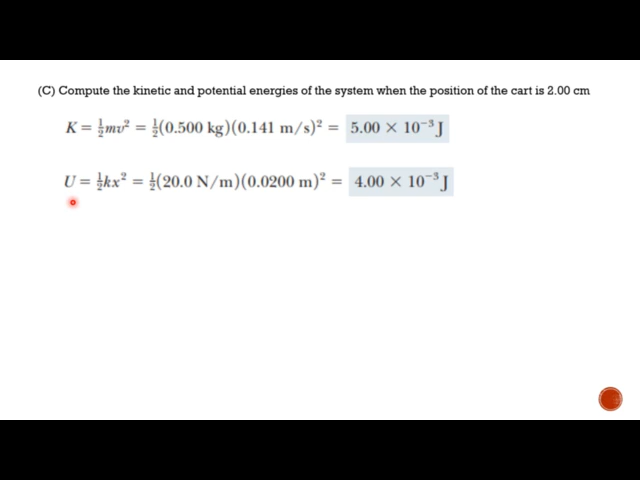 (C) Compute the kinetic and potential energies of the system when the position of the cart is 2.00 cm
K = ½mv² = ½(0.500 kg)(0.141 m/s)² = 5.00 × 10⁻³ J
U = ½kx² = ½(20.0 N/m)(0.0200 m)² = 4.00 × 10⁻³ J